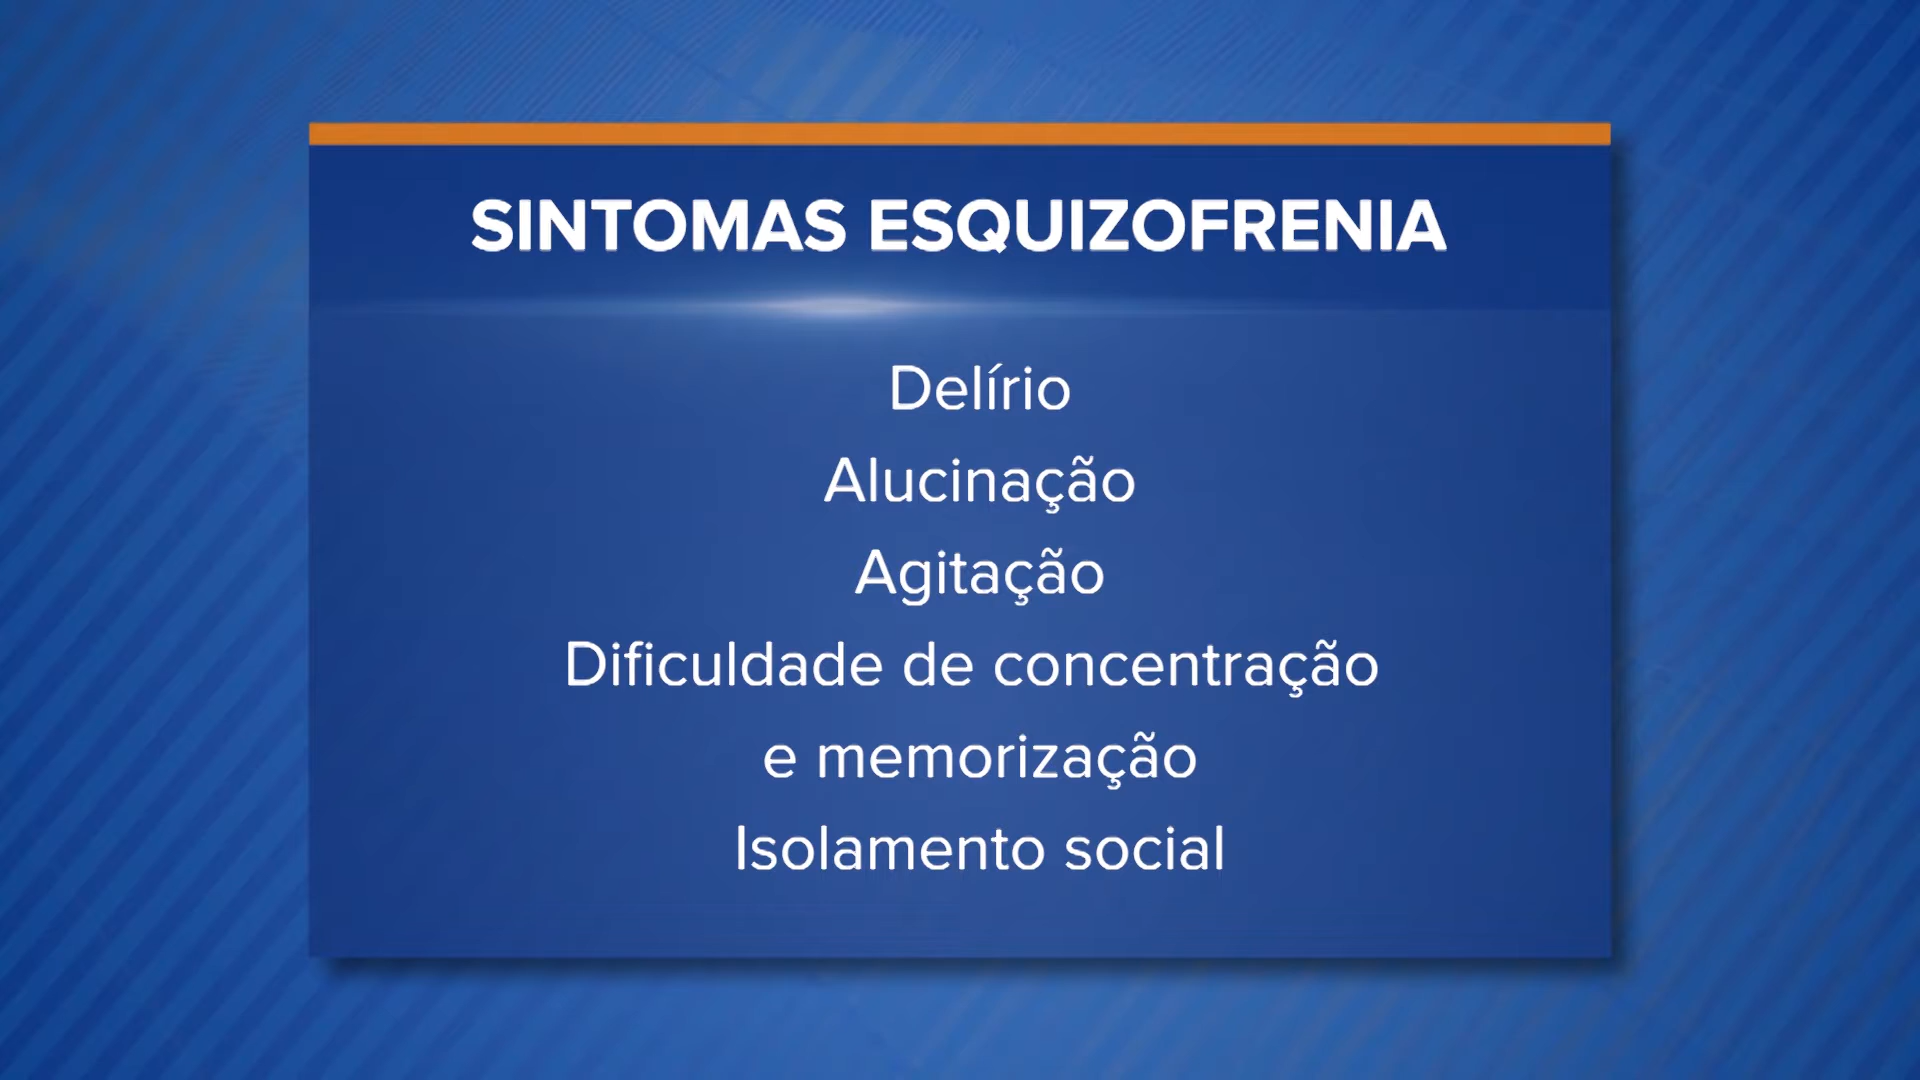 SINTOMAS ESQUIZOFRENIA
Delírio
Alucinação
Agitação
Dificuldade de concentração
e memorização
Isolamento social